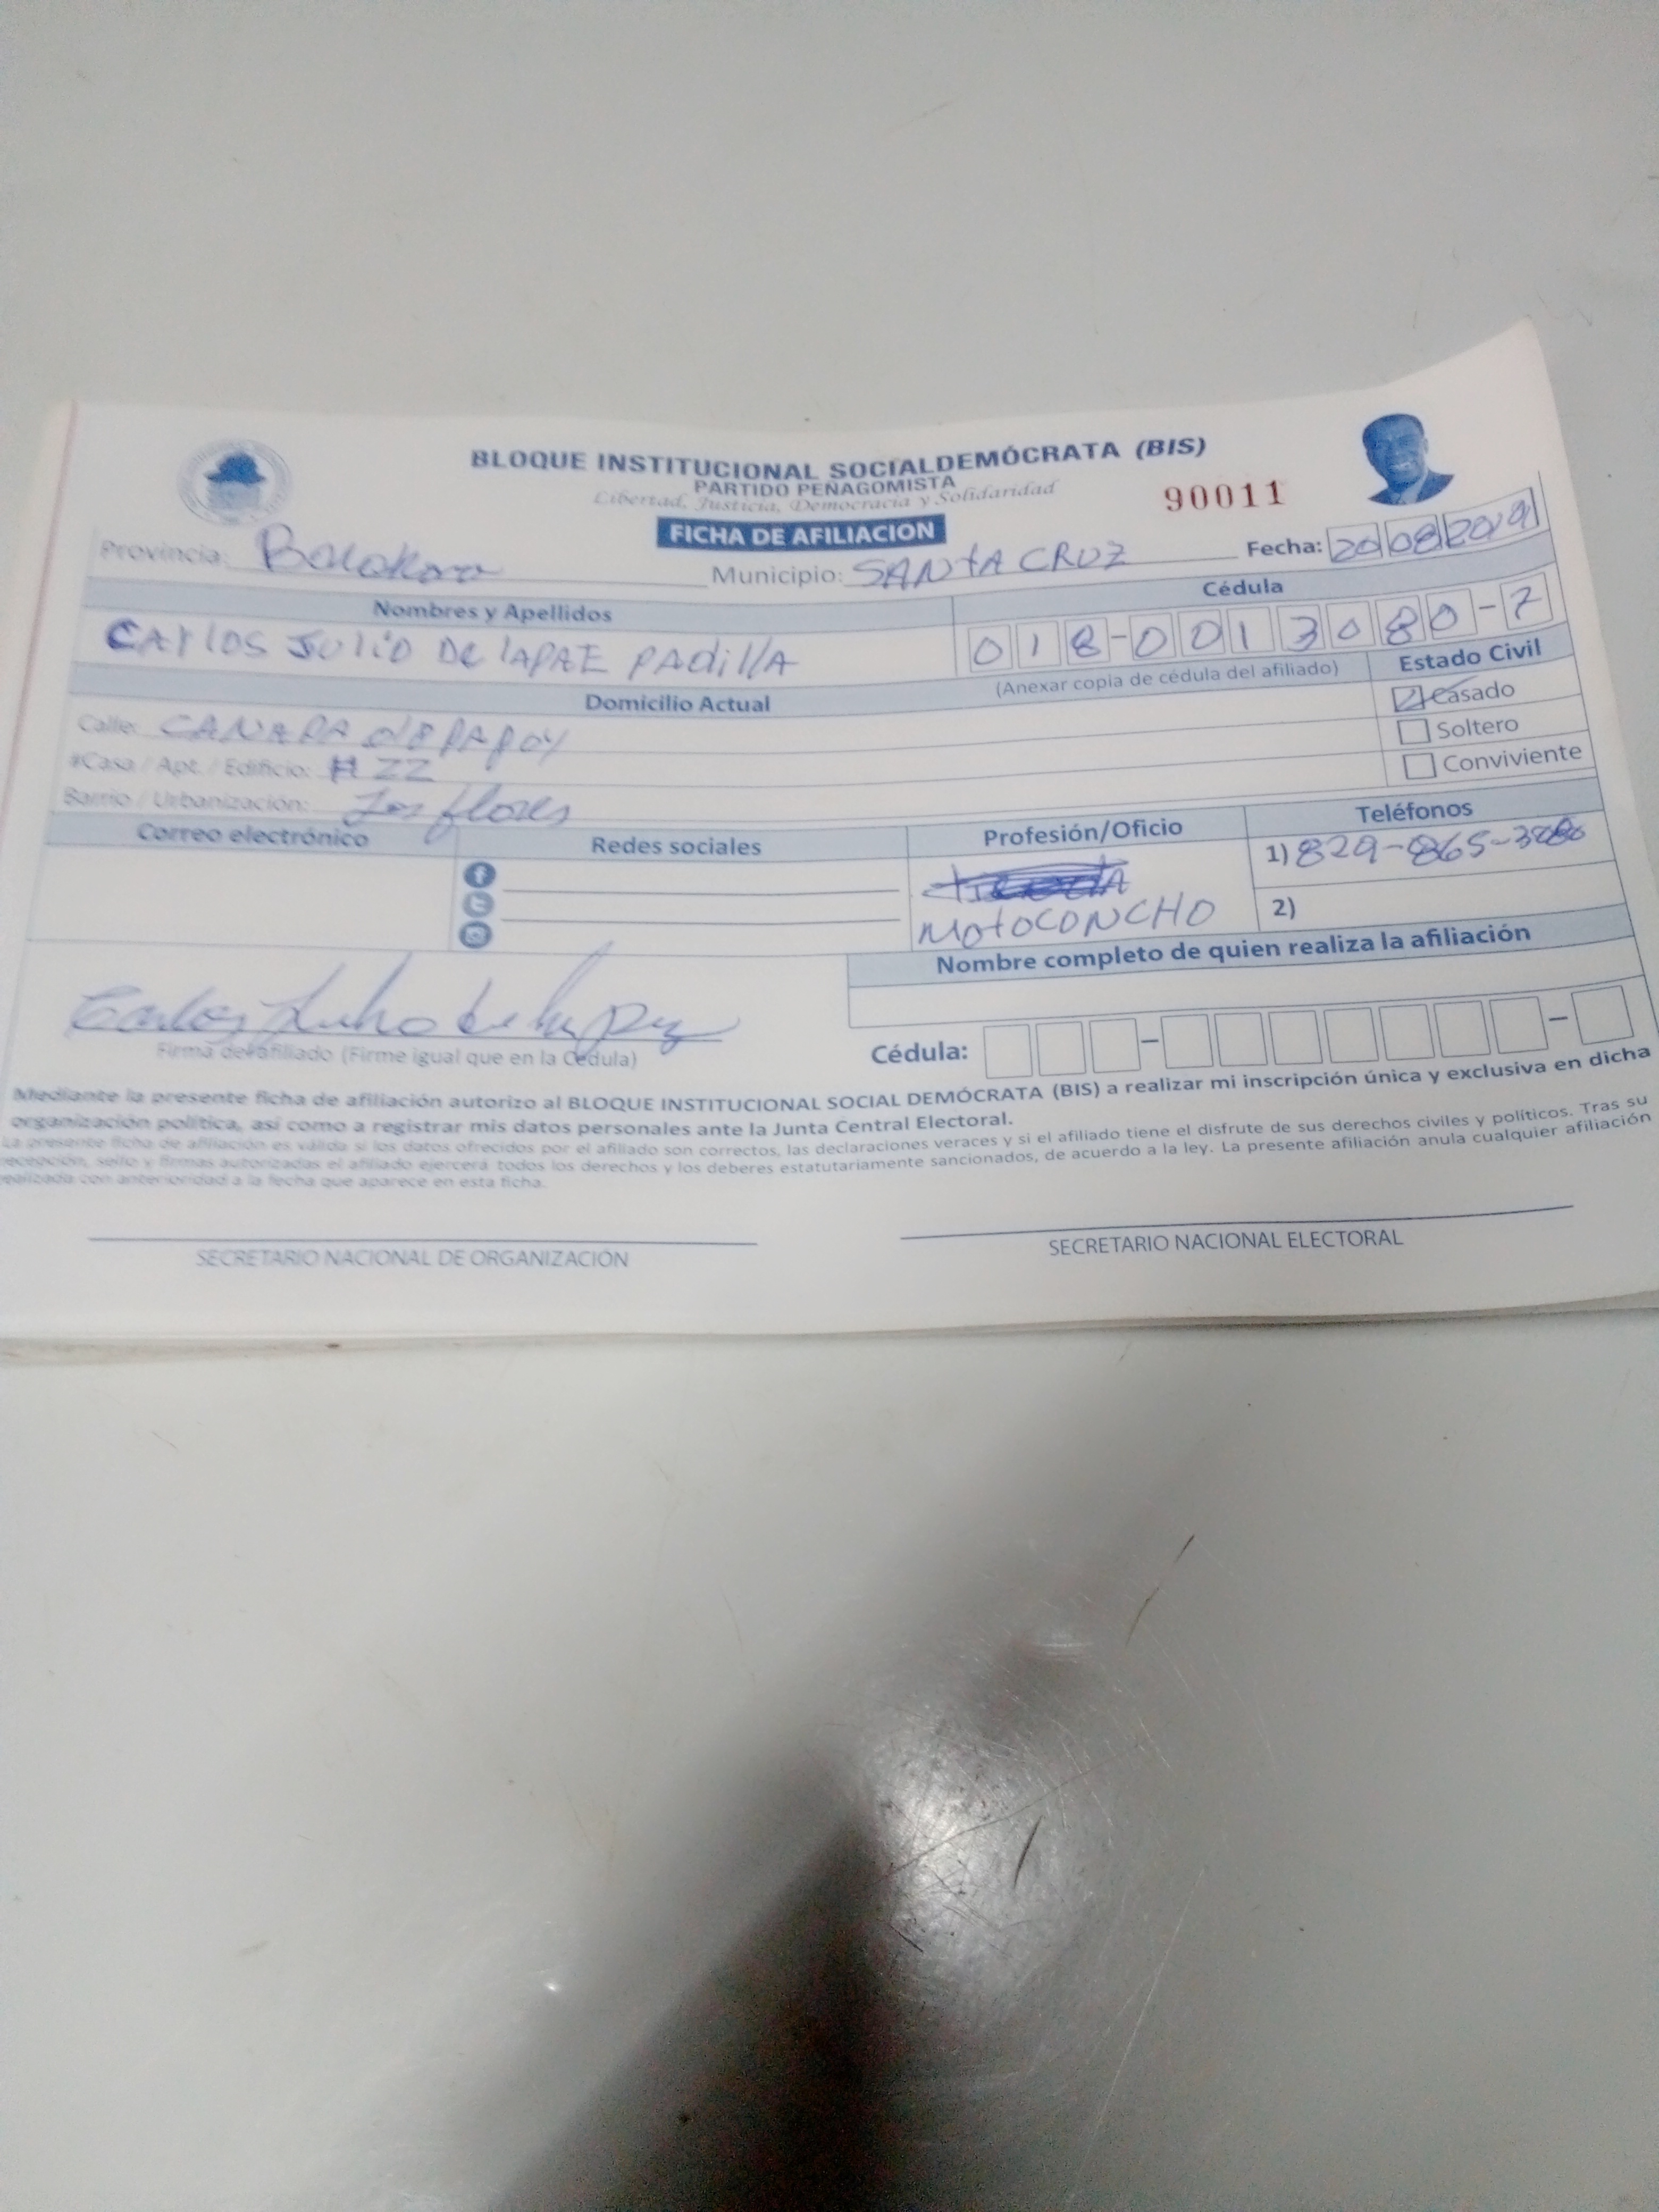 BLOQUE INSTITUCIONAL SOCIALDEMÓCRATA (BIS)
PARTIDO PEÑAGOMISTA
Libertad, Justicia, Democracia y Solidaridad
90011
FICHA DE AFILIACION
Provincia: Municipio: SANTA CRUZ Fecha: 20 08 2019
Nombres y Apellidos Cédula
CARLOS JULIO DE PADILLA 018-0013080-7
(Anexar copia de cédula del afiliado) Estado Civil
Domicilio Actual Casado
Calle: Soltero
#Casa / Apt. / Edificio: # 22 Conviviente
Barrio / Urbanización: Los flores
Correo electrónico Redes sociales Profesión/Oficio Teléfonos
1) 829-865-
MOTOCONCHO 2)
Nombre completo de quien realiza la afiliación
Carlos Julio de la
Firma del afiliado (Firme igual que en la Cédula) Cédula:
Mediante la presente ficha de afiliación autorizo al BLOQUE INSTITUCIONAL SOCIAL DEMÓCRATA (BIS) a realizar mi inscripción única y exclusiva en dicha
organización política, así como a registrar mis datos personales ante la Junta Central Electoral.
La presente ficha de afiliación es válida si los datos ofrecidos por el afiliado son correctos, las declaraciones veraces y si el afiliado tiene el disfrute de sus derechos civiles y políticos. Tras su
recepción, sello y firmas autorizadas el afiliado ejercerá todos los derechos y los deberes estatutariamente sancionados, de acuerdo a la ley. La presente afiliación anula cualquier afiliación
realizada con anterioridad a la fecha que aparece en esta ficha.
SECRETARIO NACIONAL DE ORGANIZACIÓN SECRETARIO NACIONAL ELECTORAL